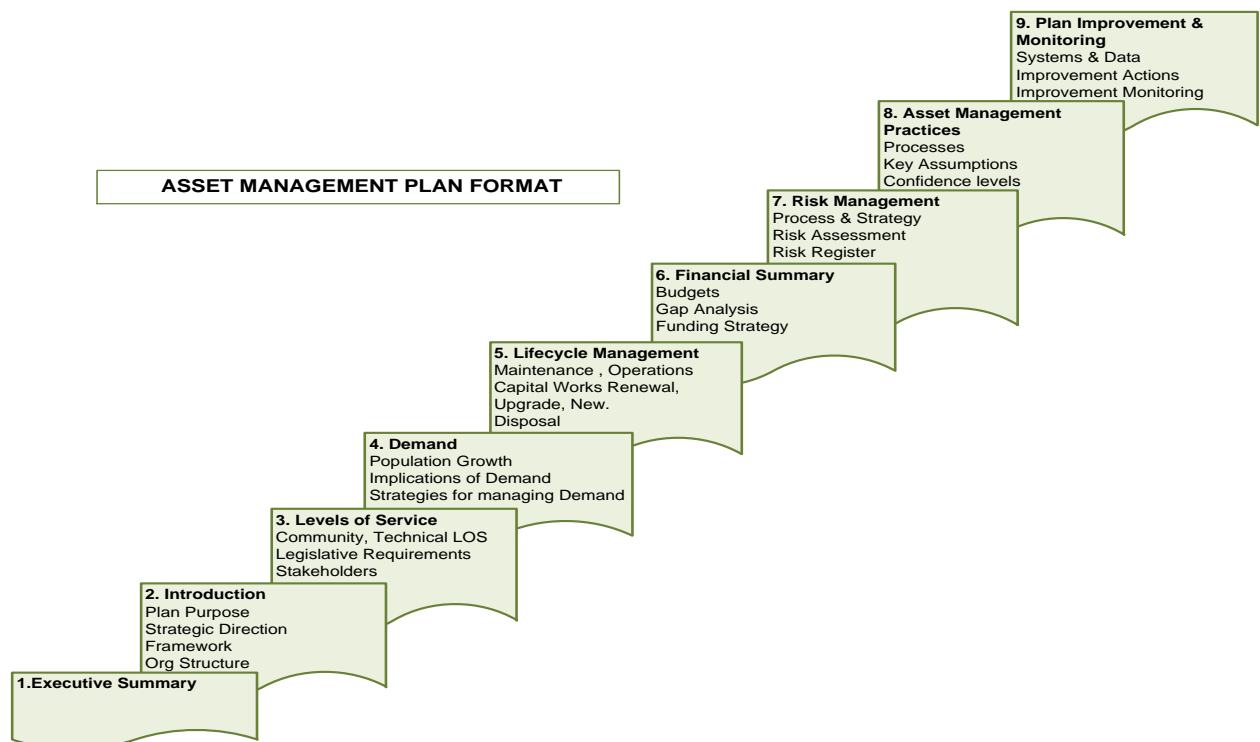 ASSET MANAGEMENT PLAN FORMAT
1.Executive Summary
2. Introduction
Plan Purpose
Strategic Direction
Framework
Org Structure
3. Levels of Service
Community, Technical LOS
Legislative Requirements
Stakeholders
4. Demand
Population Growth
Implications of Demand
Strategies for managing Demand
5. Lifecycle Management
Maintenance , Operations
Capital Works Renewal,
Upgrade, New.
Disposal
6. Financial Summary
Budgets
Gap Analysis
Funding Strategy
7. Risk Management
Process & Strategy
Risk Assessment
Risk Register
8. Asset Management
Practices
Processes
Key Assumptions
Confidence levels
9. Plan Improvement &
Monitoring
Systems & Data
Improvement Actions
Improvement Monitoring